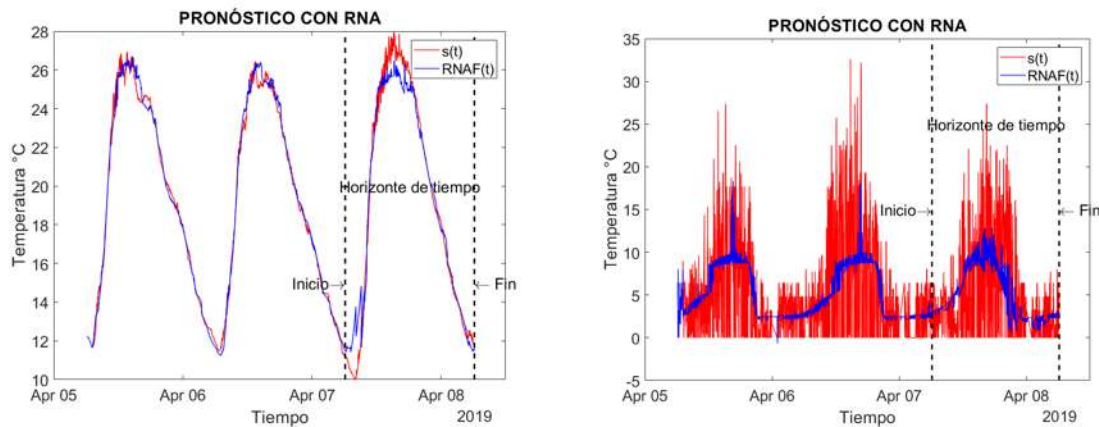 PRONÓSTICO CON RNA
28
26
24
22
20
18
16
14
12
10
Temperatura °C
s(t)
RNAF(t)
Horizonte de tiempo
Inicio →
← Fin
Apr 05
Apr 06
Apr 07
Apr 08
Tiempo
2019
PRONÓSTICO CON RNA
35
30
25
20
15
10
5
0
-5
Temperatura °C
s(t)
RNAF(t)
Horizonte de tiempo
Inicio →
← Fin
Apr 05
Apr 06
Apr 07
Apr 08
Tiempo
2019